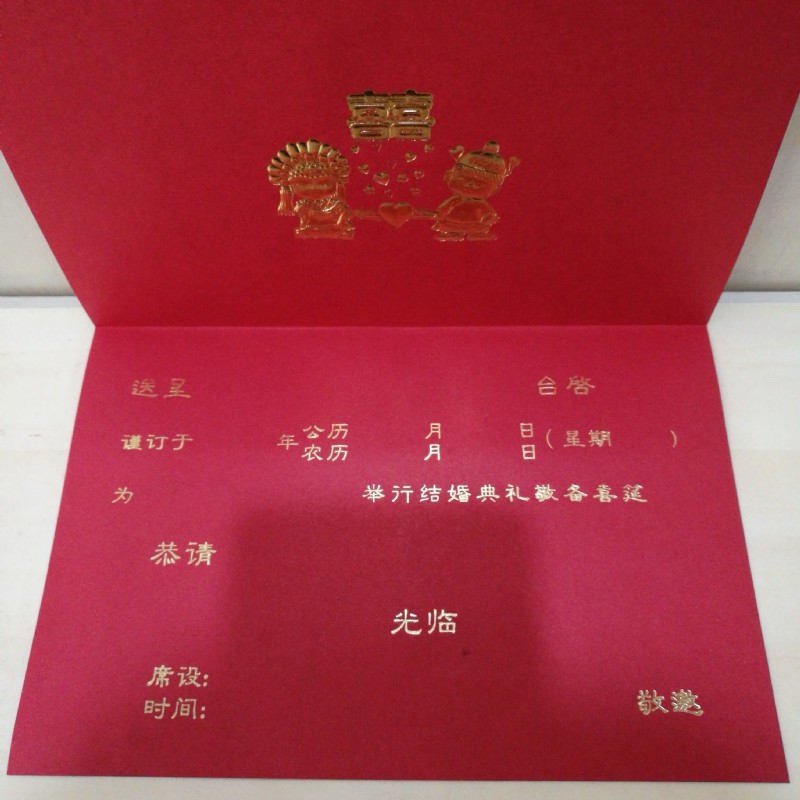 囍
送呈 台启
谨订于 年 公历 月 日 (星期 )
农历 月 日
为 举行结婚典礼敬备喜筵
恭请
光临
席设:
时间: 敬邀